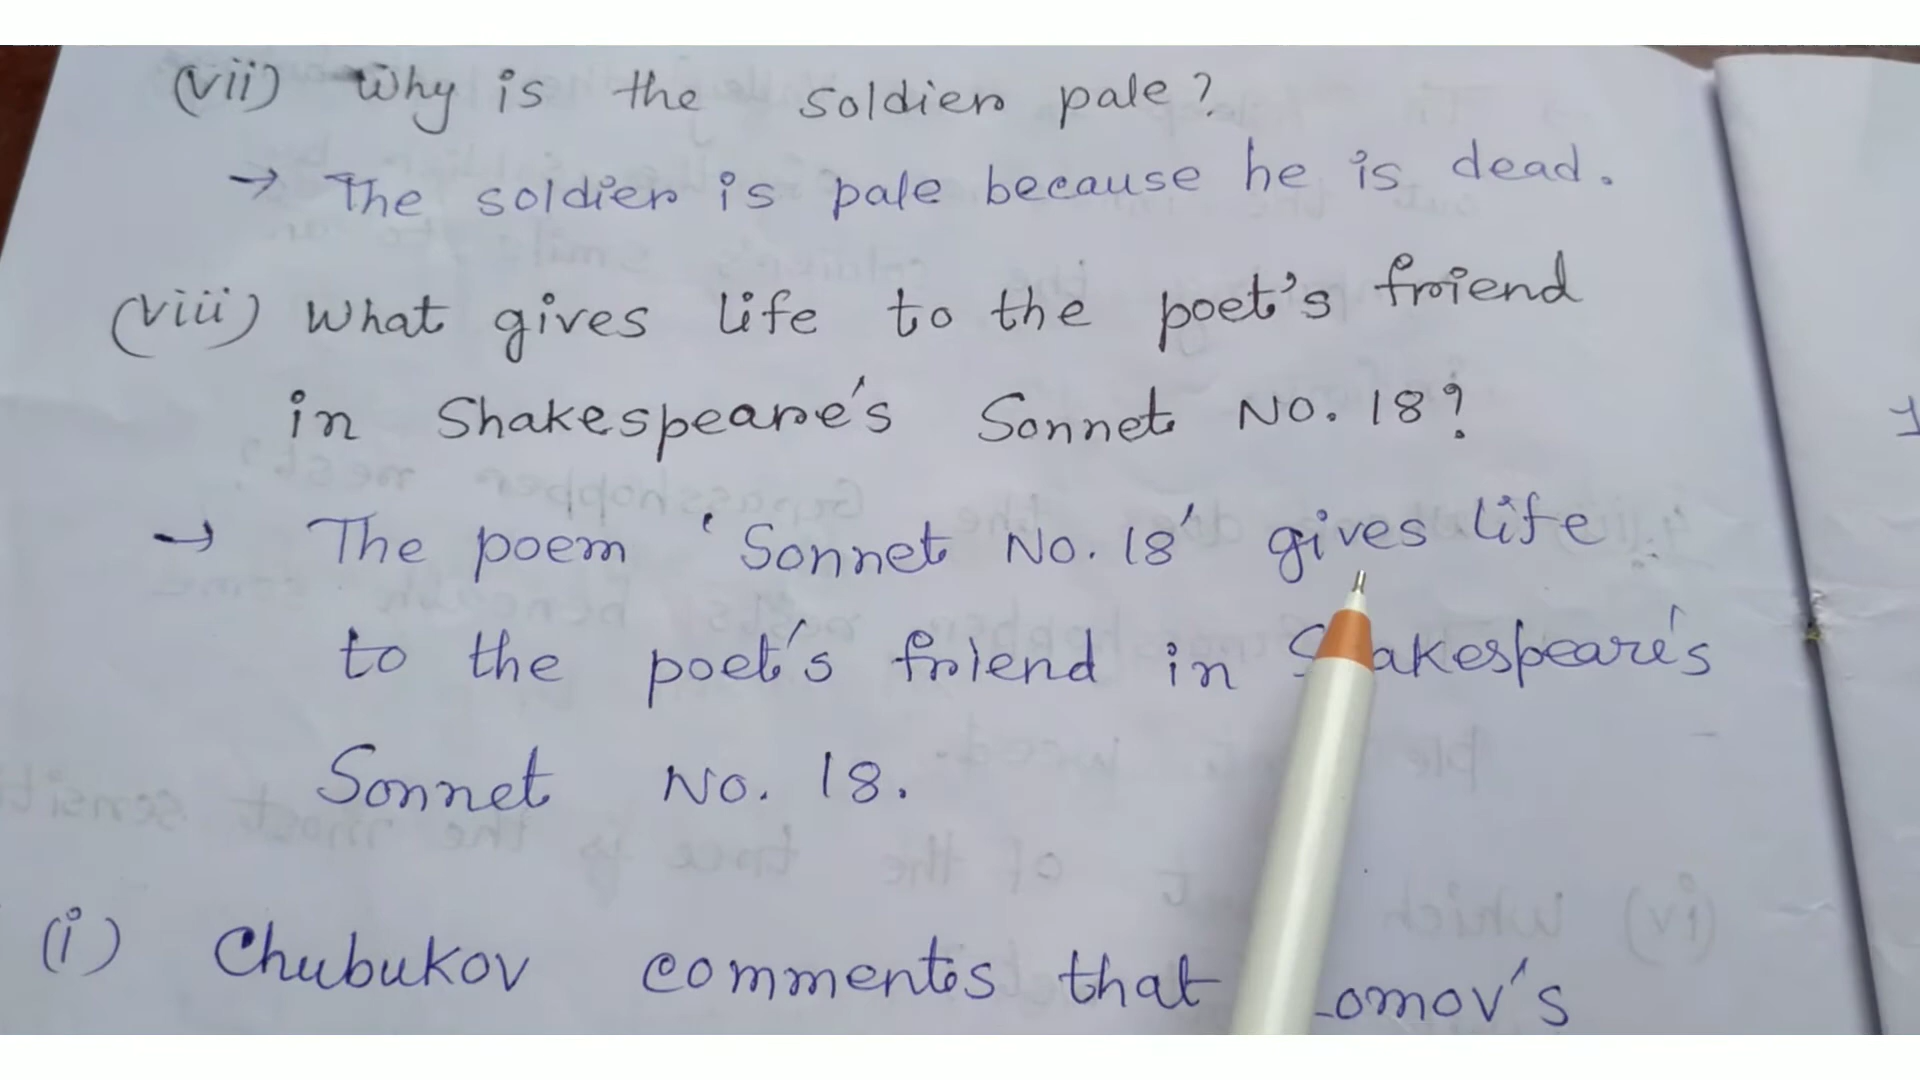 (vii) Why is the soldier pale?
→ The soldier is pale because he is dead.
(viii) What gives life to the poet's friend
in Shakespeare's Sonnet No. 18?
→ The poem 'Sonnet No. 18' gives life
to the poet's friend in Shakespeare's
Sonnet No. 18.
(i) Chubukov comments that Lomov's